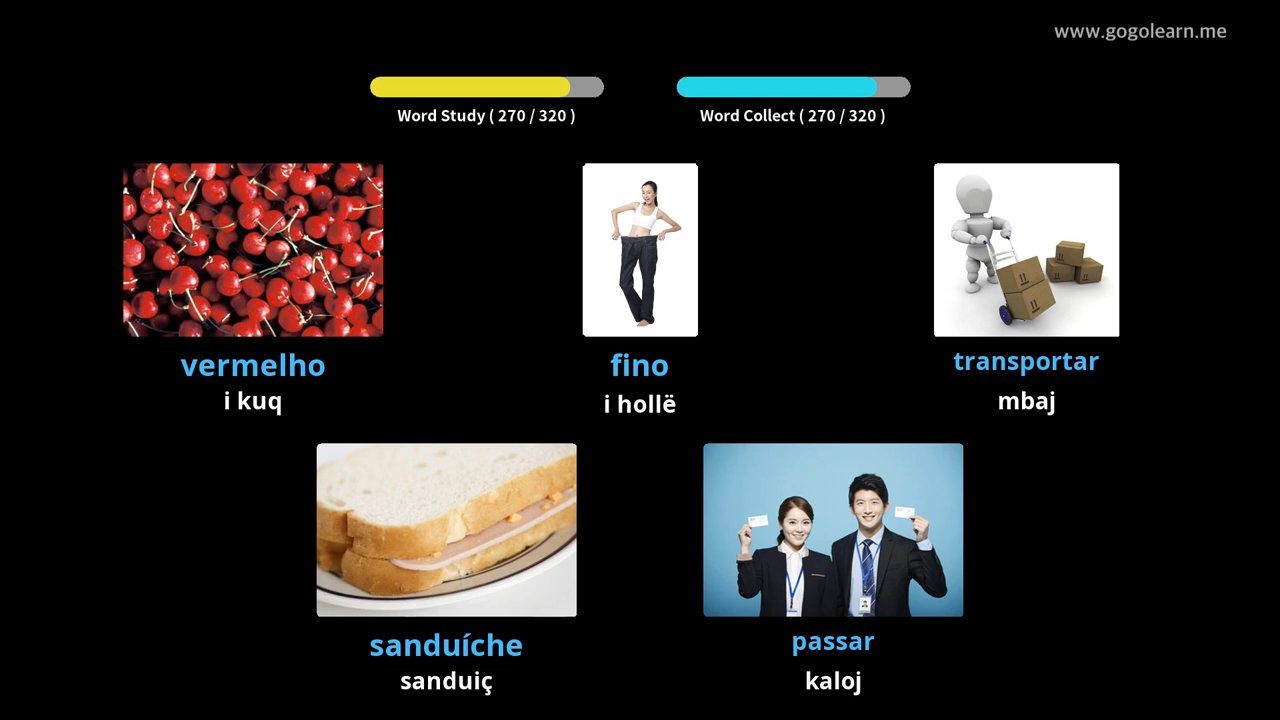 www.gogolearn.me
Word Study ( 270 / 320 )
Word Collect ( 270 / 320 )
vermelho
i kuq
fino
i hollë
transportar
mbaj
sanduíche
sanduiç
passar
kaloj